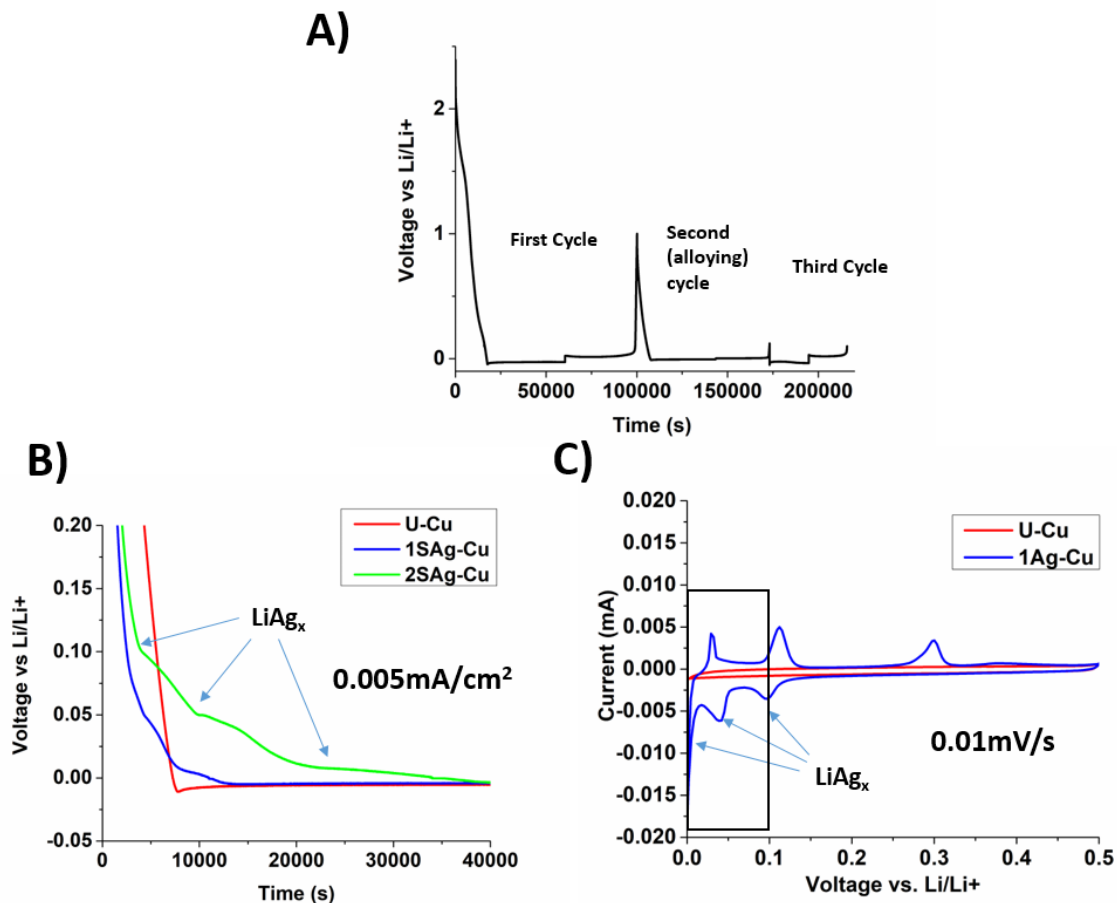 A)
Voltage vs Li/Li+
2
1
0
First Cycle
Second
(alloying)
cycle
Third Cycle
0
50000
100000
150000
200000
Time (s)
B)
Voltage vs Li/Li+
0.20
0.15
0.10
0.05
0.00
-0.05
U-Cu
1SAg-Cu
2SAg-Cu
LiAgx
0.005mA/cm²
0
10000
20000
30000
40000
Time (s)
C)
Current (mA)
0.020
0.015
0.010
0.005
0.000
0.005
-0.010
-0.015
-0.020
U-Cu
1Ag-Cu
0.01mV/s
LiAgx
0.0
0.1
0.2
0.3
0.4
0.5
Voltage vs. Li/Li+